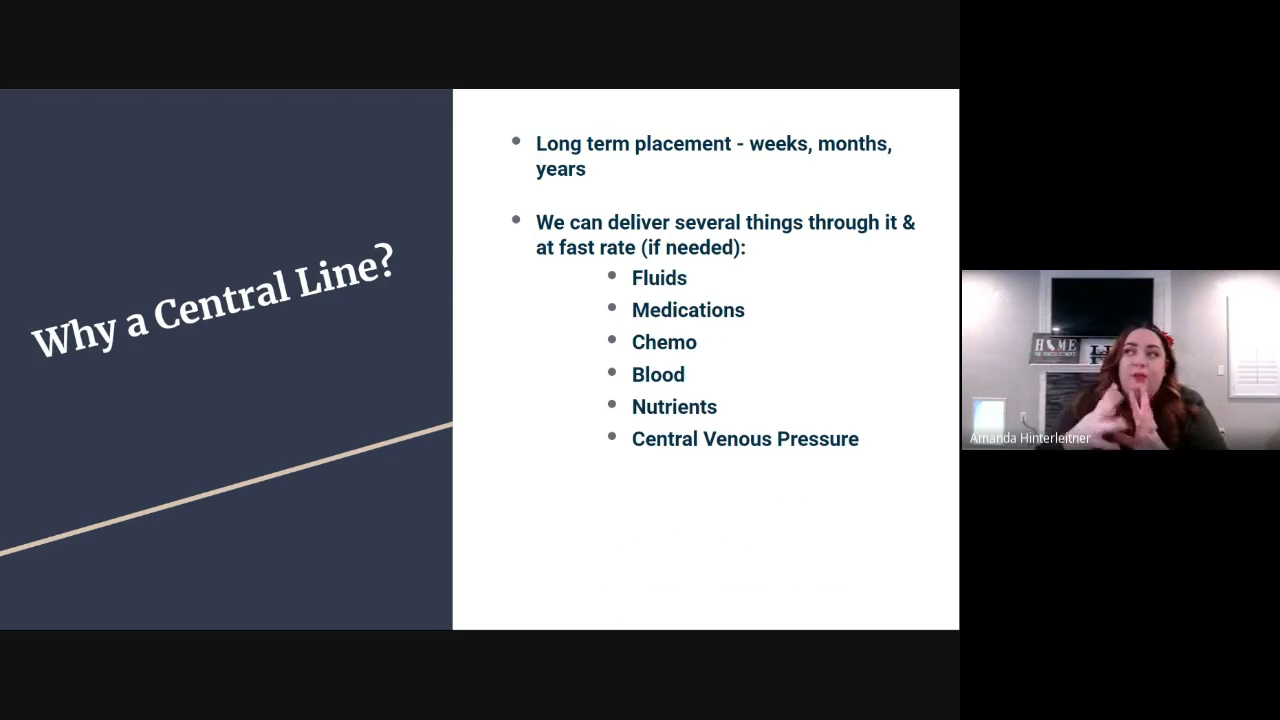 Why a Central Line?
Long term placement - weeks, months,
years
We can deliver several things through it &
at fast rate (if needed):
Fluids
Medications
Chemo
Blood
Nutrients
Central Venous Pressure
HOME
Amanda Hinterleitner